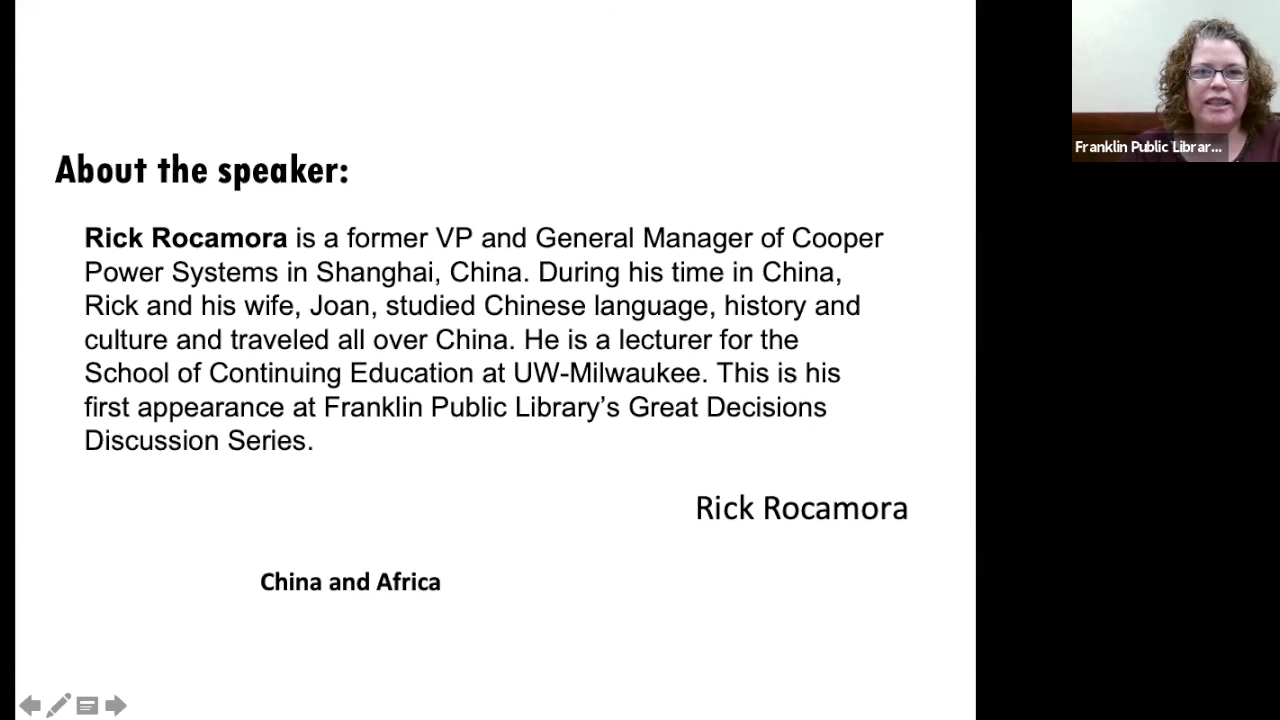 About the speaker:
Rick Rocamora is a former VP and General Manager of Cooper
Power Systems in Shanghai, China. During his time in China,
Rick and his wife, Joan, studied Chinese language, history and
culture and traveled all over China. He is a lecturer for the
School of Continuing Education at UW-Milwaukee. This is his
first appearance at Franklin Public Library’s Great Decisions
Discussion Series.
Rick Rocamora
China and Africa
Franklin Public Librar...